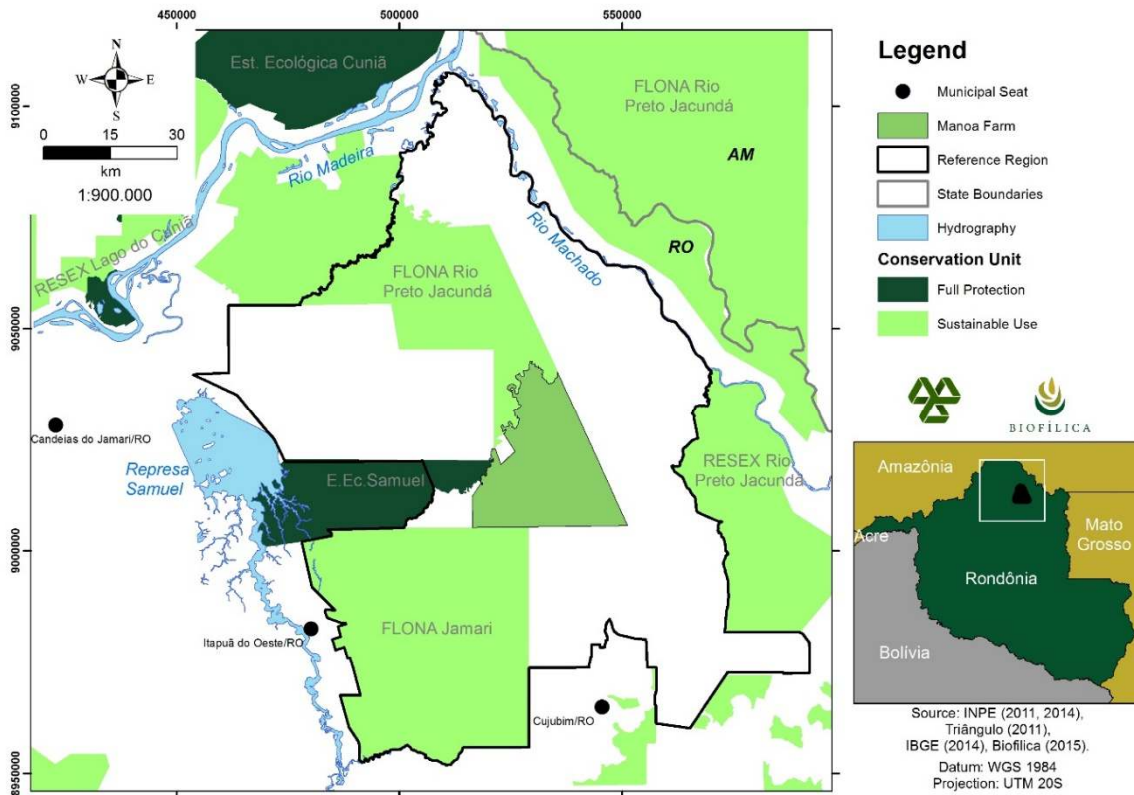 450000
500000
550000
N
W
E
S
0
15
30
km
1:900.000
9100000
9050000
9000000
8950000
Est. Ecológica Cuniã
Rio Madeira
RESEX Lago do Cuniã
FLONA Rio
Preto Jacundá
AM
RO
Rio Machado
FLONA Rio
Preto Jacundá
Candeias do Jamari/RO
Represa
Samuel
E.Ec.Samuel
RESEX Rio
Preto Jacundá
FLONA Jamari
Itapuã do Oeste/RO
Cujubim/RO
Legend
Municipal Seat
Manoa Farm
Reference Region
State Boundaries
Hydrography
Conservation Unit
Full Protection
Sustainable Use
BIOFÍLICA
Amazônia
Acre
Mato
Grosso
Rondônia
Bolívia
Source: INPE (2011, 2014),
Triângulo (2011),
IBGE (2014), Biofílica (2015).
Datum: WGS 1984
Projection: UTM 20S